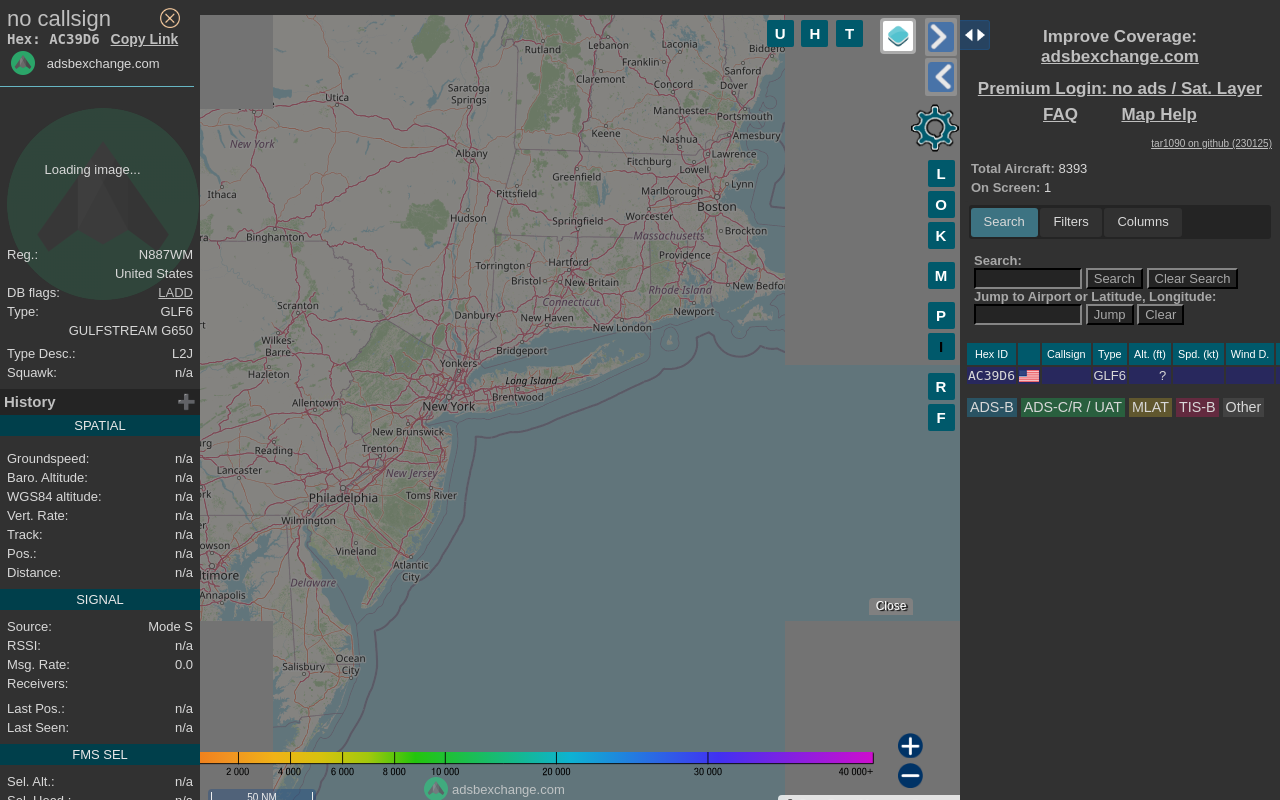 no callsign
Hex: AC39D6 Copy Link
adsbexchange.com
Loading image...
Reg.: N887WM
United States
DB flags: LADD
Type: GLF6
GULFSTREAM G650
Type Desc.: L2J
Squawk: n/a
History
SPATIAL
Groundspeed: n/a
Baro. Altitude: n/a
WGS84 altitude: n/a
Vert. Rate: n/a
Track: n/a
Pos.: n/a
Distance: n/a
SIGNAL
Source: Mode S
RSSI: n/a
Msg. Rate: 0.0
Receivers:
Last Pos.: n/a
Last Seen: n/a
FMS SEL
Sel. Alt.: n/a
Sel. Head.: n/a
U H T
L
O
K
M
P
I
R
F
Rutland
Lebanon
Laconia
Franklin
Claremont
Concord
Sanford
Dover
Utica
Saratoga
Springs
Manchester
Portsmouth
Keene
Nashua
Amesbury
New York
Albany
Fitchburg
Lawrence
Greenfield
Lowell
Ithaca
Pittsfield
Marlborough
Lynn
Hudson
Springfield
Worcester
Boston
Binghamton
Massachusetts
Brockton
Torrington
Hartford
Providence
Bristol
New Britain
Rhode Island
Scranton
Connecticut
Danbury
New Haven
Newport
New London
Wilkes-
Barre
Bridgeport
Hazleton
Yonkers
Long Island
Allentown
New York
Brentwood
New Brunswick
Reading
Trenton
Lancaster
New Jersey
Philadelphia
Toms River
Wilmington
Vineland
Atlantic
City
Delaware
Annapolis
Salisbury
Ocean
City
Close
2 000 4 000 6 000 8 000 10 000 20 000 30 000 40 000+
adsbexchange.com
50 NM
Improve Coverage:
adsbexchange.com
Premium Login: no ads / Sat. Layer
FAQ Map Help
tar1090 on github (230125)
Total Aircraft: 8393
On Screen: 1
Search Filters Columns
Search:
Search Clear Search
Jump to Airport or Latitude, Longitude:
Jump Clear
Hex ID Callsign Type Alt. (ft) Spd. (kt) Wind D.
AC39D6 GLF6 ?
ADS-B ADS-C/R / UAT MLAT TIS-B Other